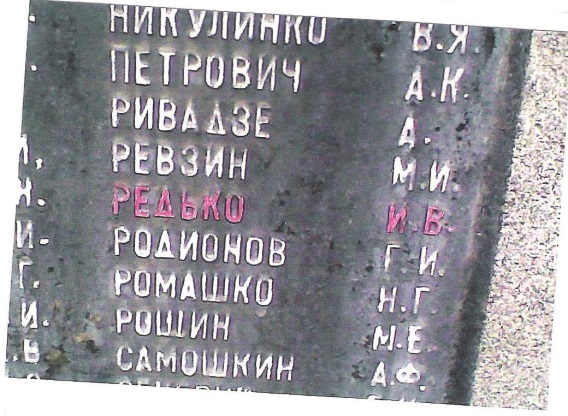 НИКУЛИНКО В.Я.
ПЕТРОВИЧ А.К.
РИВАДЗЕ А.
РЕВЗИН М.И.
РЕДЬКО И.В.
РОДИОНОВ Г.И.
РОМАШКО Н.Г.
РОЩИН М.Е.
САМОШКИН А.Ф.